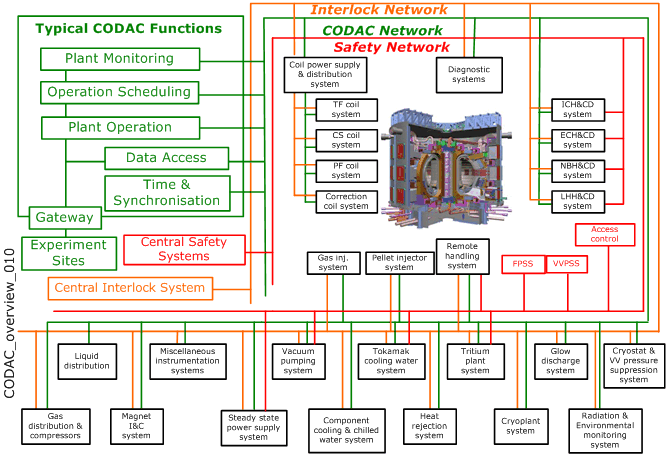 Interlock Network
CODAC Network
Safety Network
Typical CODAC Functions
Plant Monitoring
Operation Scheduling
Plant Operation
Data Access
Time &
Synchronisation
Gateway
Experiment
Sites
Central Safety
Systems
Central Interlock System
Coil power supply
& distribution
system
Diagnostic
systems
TF coil
system
CS coil
system
PF coil
system
Correction
coil system
ICH&CD
system
ECH&CD
system
NBH&CD
system
LHH&CD
system
Access
control
Gas inj.
system
Pellet injector
system
Remote
handling
system
FPSS
VVPSS
CODAC_overview_010
Liquid
distribution
Miscellaneous
instrumentation
systems
Vacuum
pumping
system
Tokamak
cooling water
system
Tritium
plant
system
Glow
discharge
system
Cryostat &
VV pressure
suppression
system
Gas
distribution &
compressors
Magnet
I&C
system
Steady state
power supply
system
Component
cooling & chilled
water system
Heat
rejection
system
Cryoplant
system
Radiation &
Environmental
monitoring
system